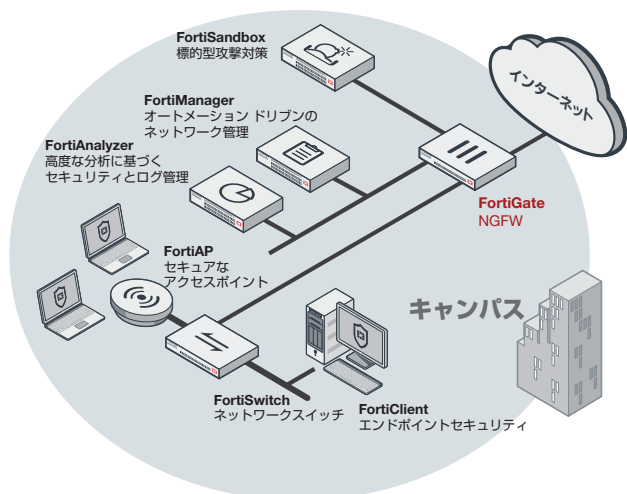 FortiSandbox
標的型攻撃対策
FortiManager
オートメーション ドリブンの
ネットワーク管理
FortiAnalyzer
高度な分析に基づく
セキュリティとログ管理
インターネット
FortiGate
NGFW
FortiAP
セキュアな
アクセスポイント
キャンパス
FortiSwitch
ネットワークスイッチ
FortiClient
エンドポイントセキュリティ